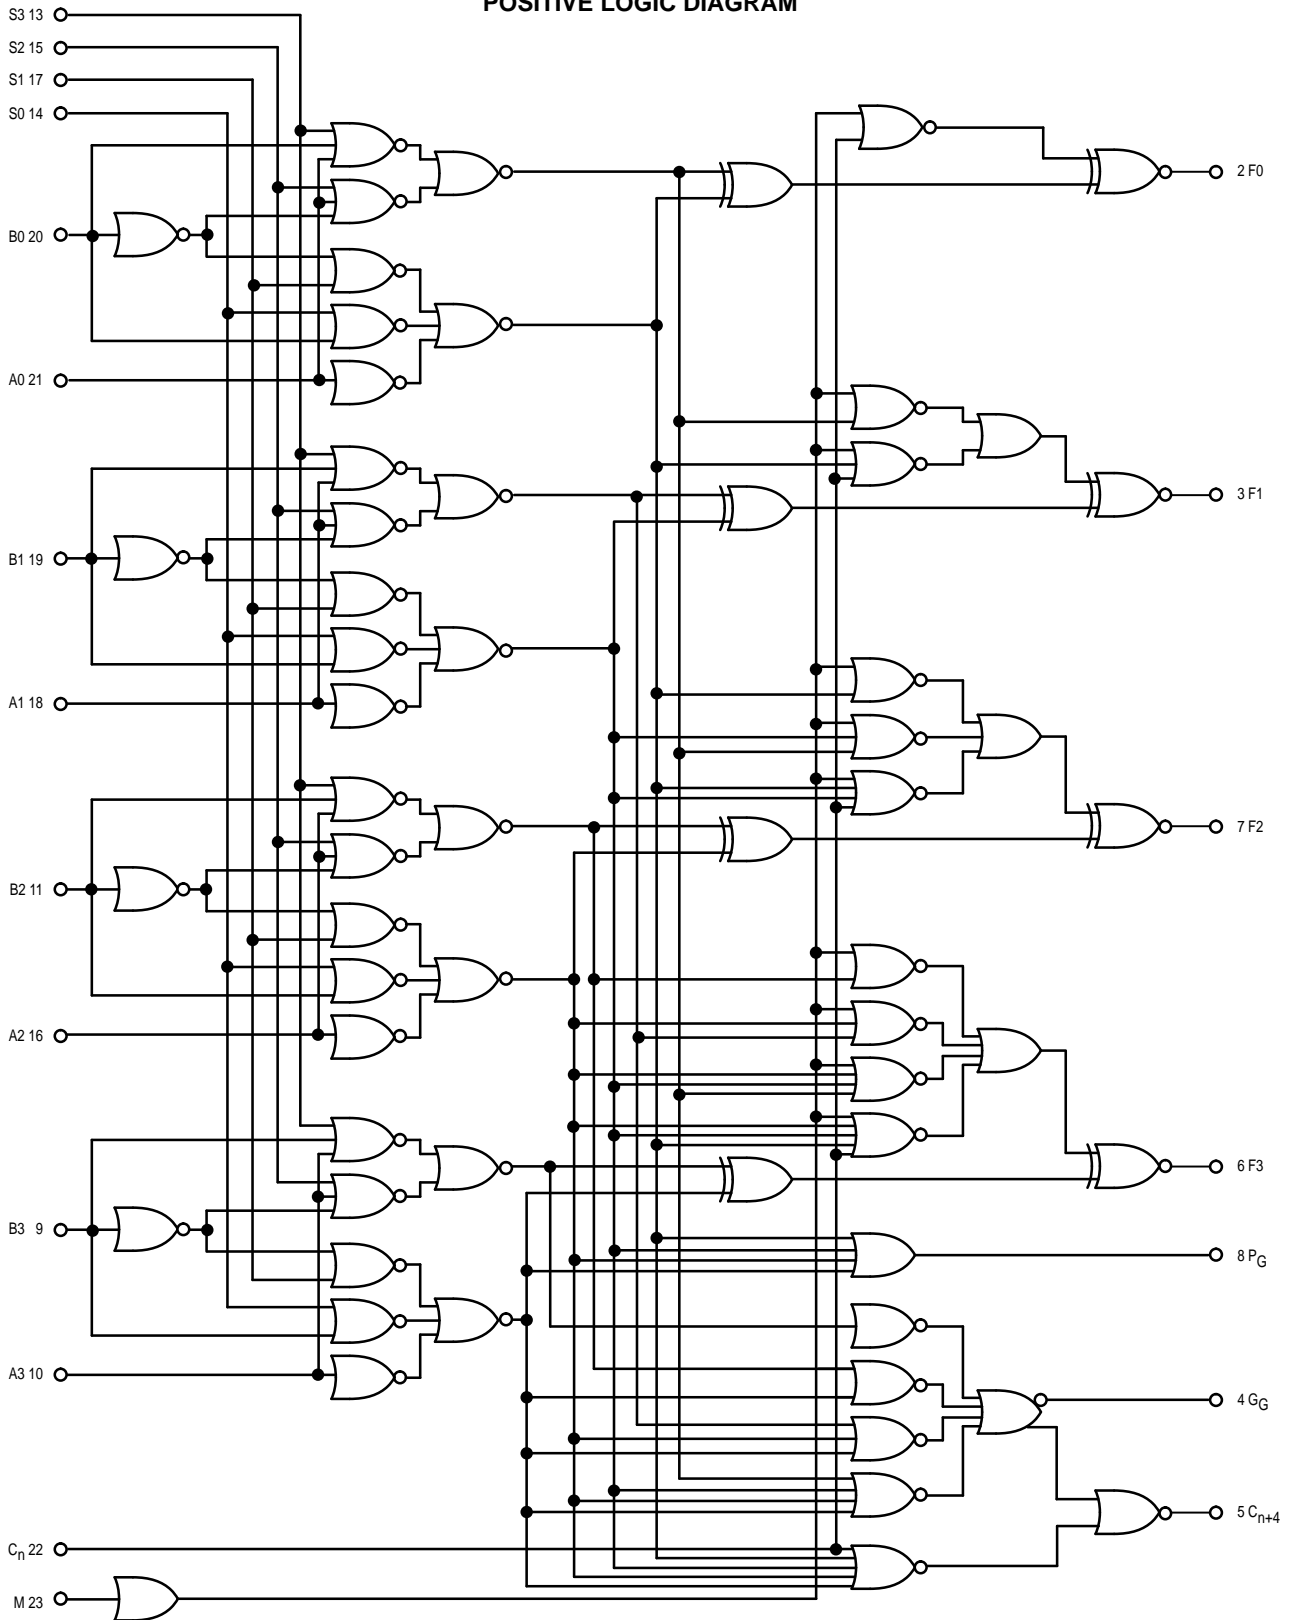 POSITIVE LOGIC DIAGRAM
S3 13
S2 15
S1 17
S0 14
2 F0
B0 20
A0 21
3 F1
B1 19
A1 18
7 F2
B2 11
A2 16
6 F3
B3 9
8 PG
A3 10
4 GG
5 Cn+4
Cn 22
M 23